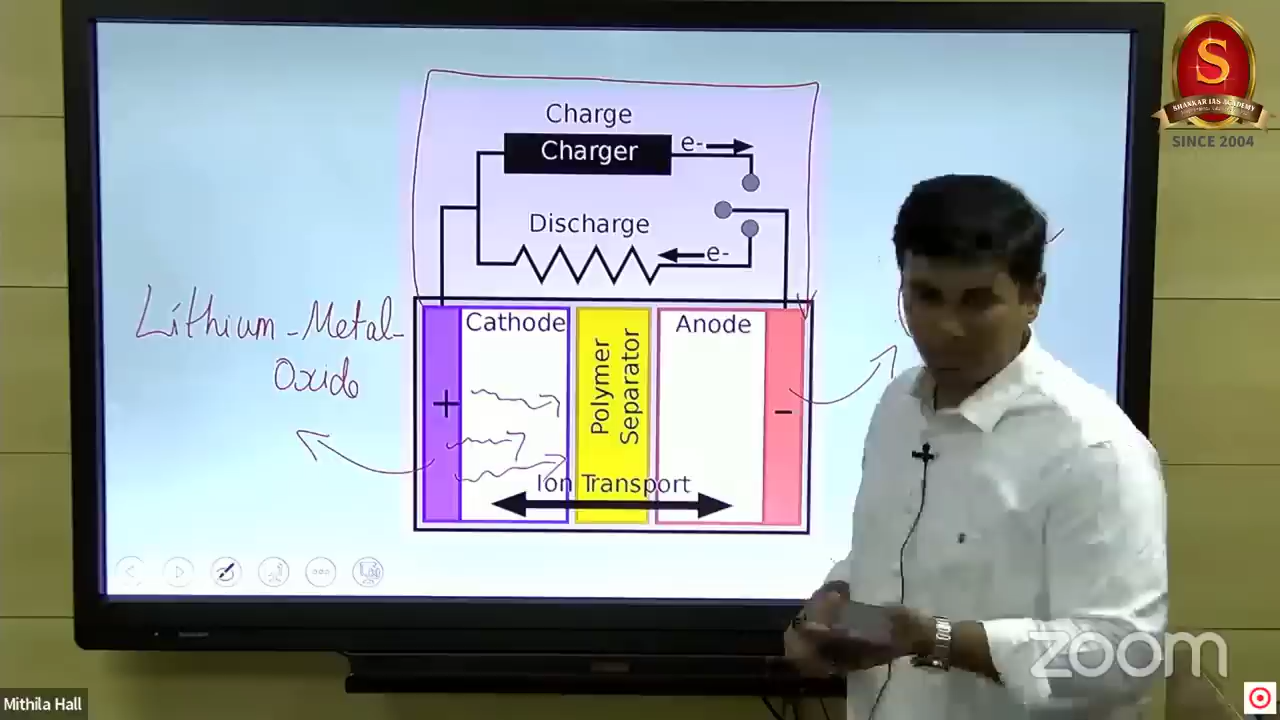 S
SHANKAR IAS ACADEMY
SINCE 2004
Charge
Charger
e-
Discharge
e-
Lithium-Metal-
Oxide
Cathode
Polymer
Separator
Anode
+
-
Ion Transport
zoom
Mithila Hall